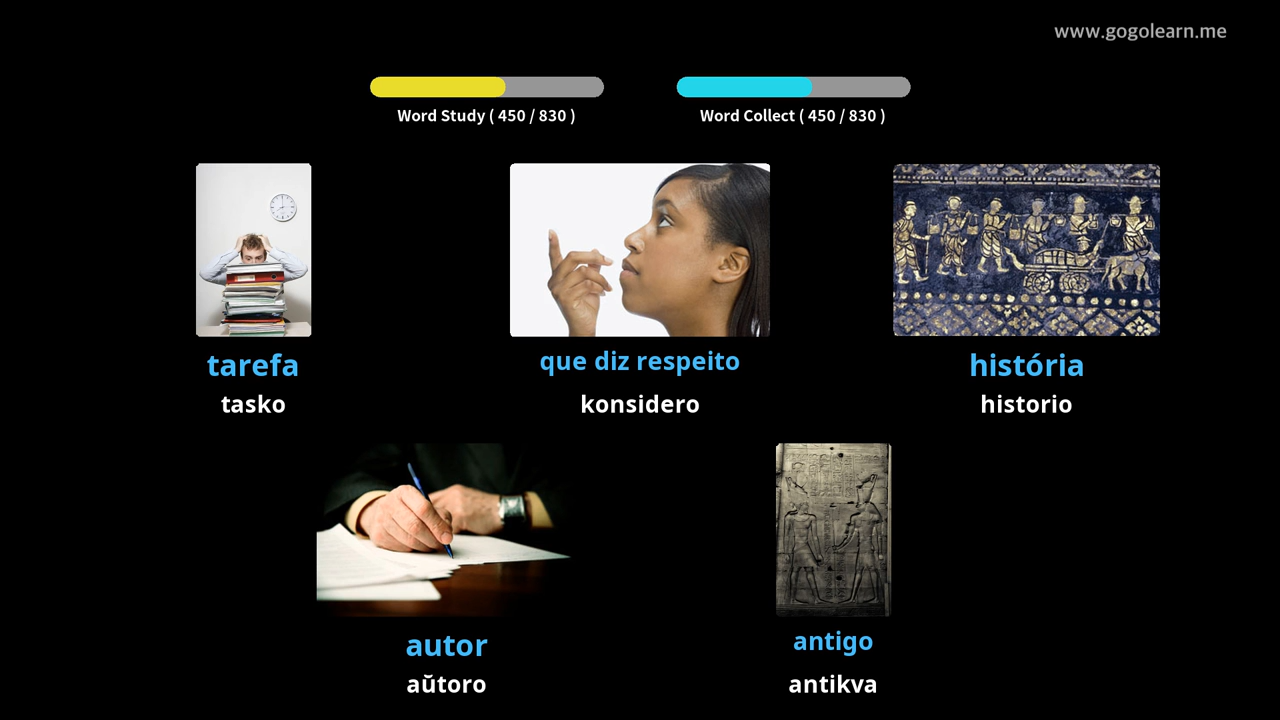 www.gogolearn.me
Word Study ( 450 / 830 )
Word Collect ( 450 / 830 )
tarefa
tasko
que diz respeito
konsidero
história
historio
autor
aŭtoro
antigo
antikva